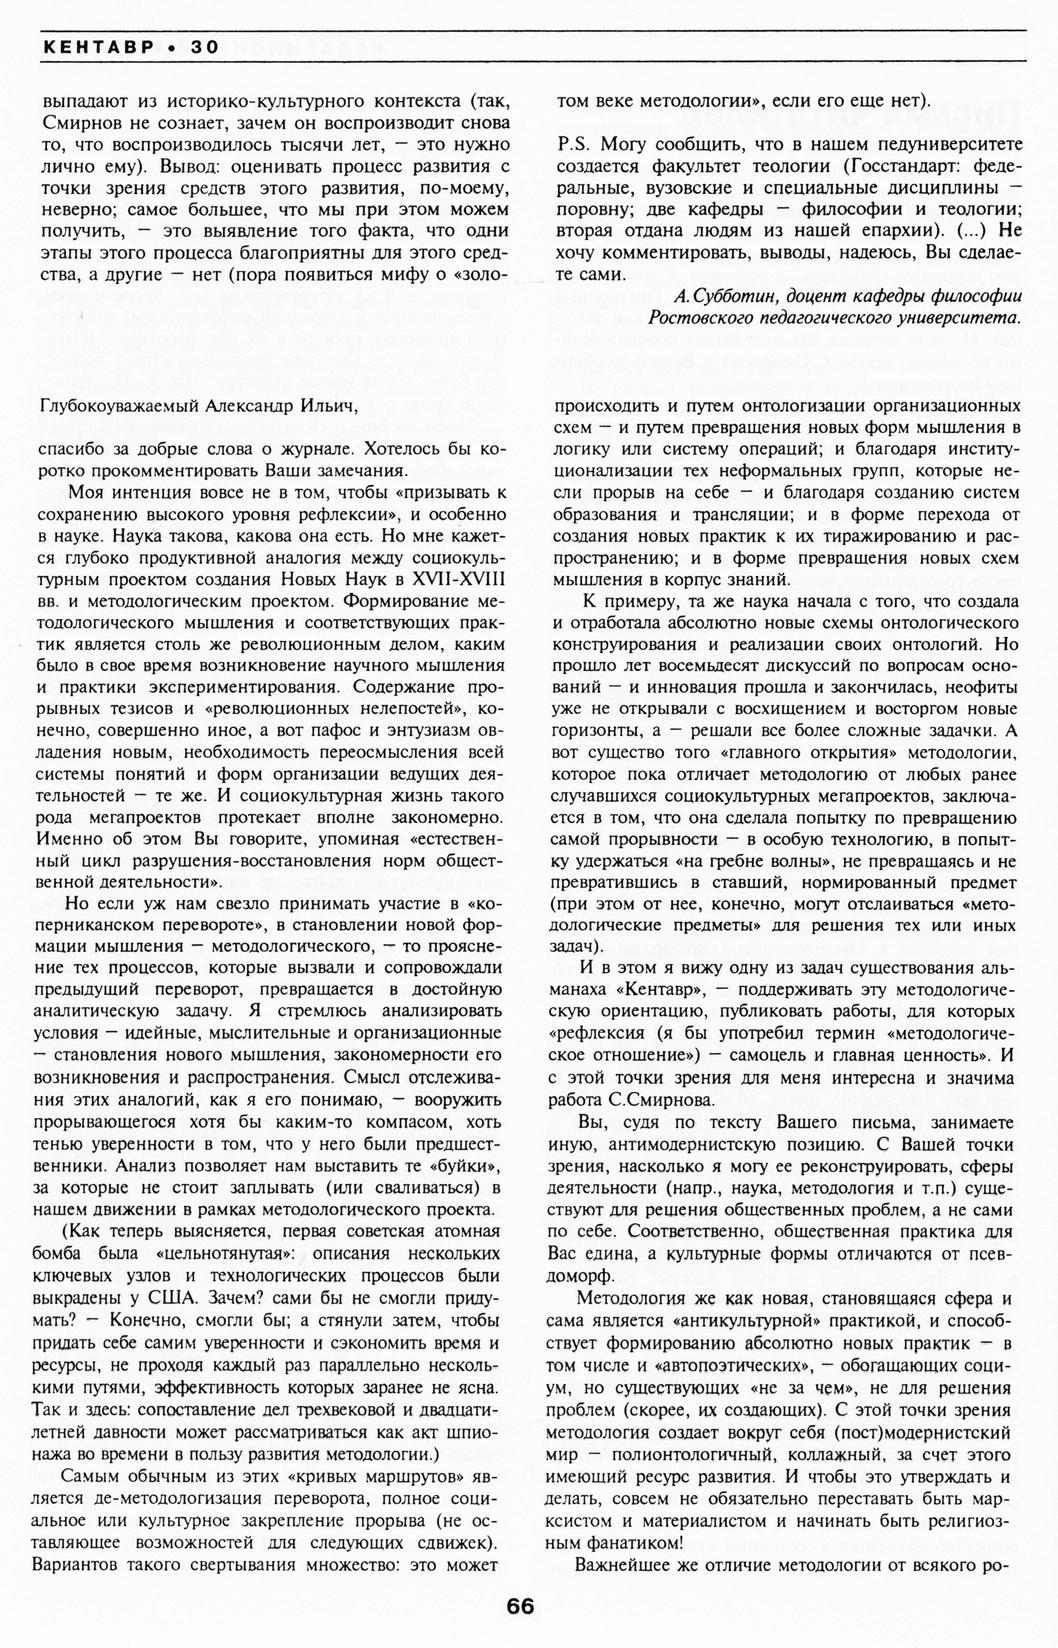 КЕНТАВР • 30
выпадают из историко-культурного контекста (так,
Смирнов не сознает, зачем он воспроизводит снова
то, что воспроизводилось тысячи лет, — это нужно
лично ему). Вывод: оценивать процесс развития с
точки зрения средств этого развития, по-моему,
неверно; самое большее, что мы при этом можем
получить, — это выявление того факта, что одни
этапы этого процесса благоприятны для этого сред-
ства, а другие — нет (пора появиться мифу о «золо-
том веке методологии», если его еще нет).
P.S. Могу сообщить, что в нашем педуниверситете
создается факультет теологии (Госстандарт: феде-
ральные, вузовские и специальные дисциплины —
поровну; две кафедры — философии и теологии;
вторая отдана людям из нашей епархии). (...) Не
хочу комментировать, выводы, надеюсь, Вы сделае-
те сами.
А. Субботин, доцент кафедры философии
Ростовского педагогического университета.
Глубокоуважаемый Александр Ильич,
спасибо за добрые слова о журнале. Хотелось бы ко-
ротко прокомментировать Ваши замечания.
Моя интенция вовсе не в том, чтобы «призывать к
сохранению высокого уровня рефлексии», и особенно
в науке. Наука такова, какова она есть. Но мне кажет-
ся глубоко продуктивной аналогия между социокуль-
турным проектом создания Новых Наук в XVII-XVIII
вв. и методологическим проектом. Формирование ме-
тодологического мышления и соответствующих прак-
тик является столь же революционным делом, каким
было в свое время возникновение научного мышления
и практики экспериментирования. Содержание про-
рывных тезисов и «революционных нелепостей», ко-
нечно, совершенно иное, а вот пафос и энтузиазм ов-
ладения новым, необходимость переосмысления всей
системы понятий и форм организации ведущих дея-
тельностей — те же. И социокультурная жизнь такого
рода мегапроектов протекает вполне закономерно.
Именно об этом Вы говорите, упоминая «естествен-
ный цикл разрушения-восстановления норм общест-
венной деятельности».
Но если уж нам свезло принимать участие в «ко-
перниканском перевороте», в становлении новой фор-
мации мышления — методологического, — то проясне-
ние тех процессов, которые вызвали и сопровождали
предыдущий переворот, превращается в достойную
аналитическую задачу. Я стремлюсь анализировать
условия — идейные, мыслительные и организационные
— становления нового мышления, закономерности его
возникновения и распространения. Смысл отслежива-
ния этих аналогий, как я его понимаю, — вооружить
прорывающегося хотя бы каким-то компасом, хоть
тенью уверенности в том, что у него были предшест-
венники. Анализ позволяет нам выставить те «буйки»,
за которые не стоит заплывать (или сваливаться) в
нашем движении в рамках методологического проекта.
(Как теперь выясняется, первая советская атомная
бомба была «цельнотянутая»: описания нескольких
ключевых узлов и технологических процессов были
выкрадены у США. Зачем? сами бы не смогли приду-
мать? — Конечно, смогли бы; а стянули затем, чтобы
придать себе самим уверенности и сэкономить время и
ресурсы, не проходя каждый раз параллельно несколь-
кими путями, эффективность которых заранее не ясна.
Так и здесь: сопоставление дел трехвековой и двадцати-
летней давности может рассматриваться как акт шпио-
нажа во времени в пользу развития методологии.)
Самым обычным из этих «кривых маршрутов» яв-
ляется де-методологизация переворота, полное соци-
альное или культурное закрепление прорыва (не ос-
тавляющее возможностей для следующих сдвижек).
Вариантов такого свертывания множество: это может
происходить и путем онтологизации организационных
схем — и путем превращения новых форм мышления в
логику или систему операций; и благодаря институ-
ционализации тех неформальных групп, которые не-
сли прорыв на себе — и благодаря созданию систем
образования и трансляции; и в форме перехода от
создания новых практик к их тиражированию и рас-
пространению; и в форме превращения новых схем
мышления в корпус знаний.
К примеру, та же наука начала с того, что создала
и отработала абсолютно новые схемы онтологического
конструирования и реализации своих онтологий. Но
прошло лет восемьдесят дискуссий по вопросам осно-
ваний — и инновация прошла и закончилась, неофиты
уже не открывали с восхищением и восторгом новые
горизонты, а — решали все более сложные задачки. А
вот существо того «главного открытия» методологии,
которое пока отличает методологию от любых ранее
случавшихся социокультурных мегапроектов, заключа-
ется в том, что она сделала попытку по превращению
самой прорывности — в особую технологию, в попыт-
ку удержаться «на гребне волны», не превращаясь и не
превратившись в ставший, нормированный предмет
(при этом от нее, конечно, могут отслаиваться «мето-
дологические предметы» для решения тех или иных
задач).
И в этом я вижу одну из задач существования аль-
манаха «Кентавр», — поддерживать эту методологиче-
скую ориентацию, публиковать работы, для которых
«рефлексия (я бы употребил термин «методологиче-
ское отношение») — самоцель и главная ценность». И
с этой точки зрения для меня интересна и значима
работа С.Смирнова.
Вы, судя по тексту Вашего письма, занимаете
иную, антимодернистскую позицию. С Вашей точки
зрения, насколько я могу ее реконструировать, сферы
деятельности (напр., наука, методология и т.п.) суще-
ствуют для решения общественных проблем, а не сами
по себе. Соответственно, общественная практика для
Вас едина, а культурные формы отличаются от псев-
доморф.
Методология же как новая, становящаяся сфера и
сама является «антикультурной» практикой, и способ-
ствует формированию абсолютно новых практик — в
том числе и «автопоэтических», — обогащающих соци-
ум, но существующих «не за чем», не для решения
проблем (скорее, их создающих). С этой точки зрения
методология создает вокруг себя (пост)модернистский
мир — полионтологичный, коллажный, за счет этого
имеющий ресурс развития. И чтобы это утверждать и
делать, совсем не обязательно переставать быть мар-
ксистом и материалистом и начинать быть религиоз-
ным фанатиком!
Важнейшее же отличие методологии от всякого ро-
66